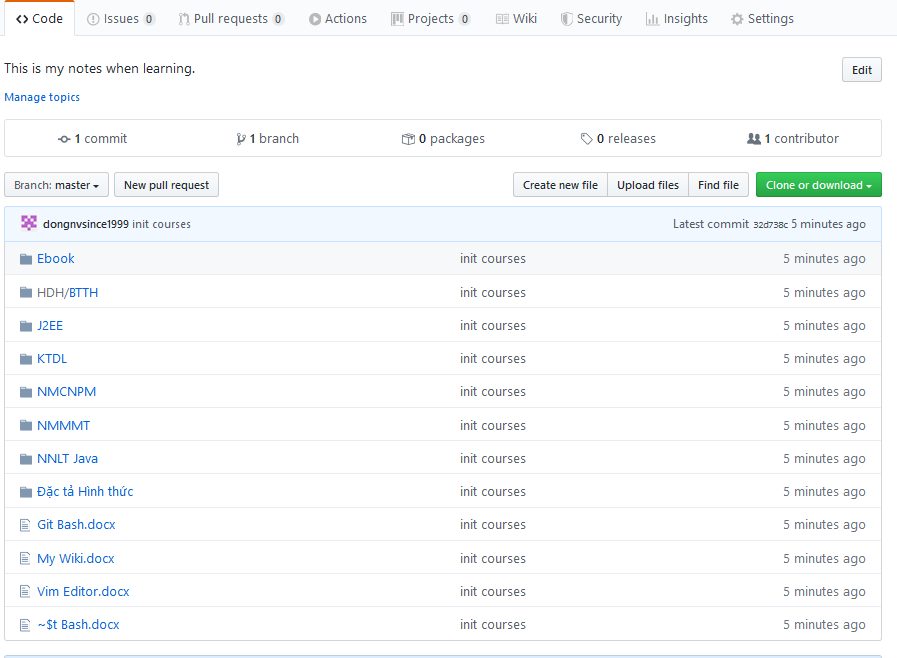 Code Issues 0 Pull requests 0 Actions Projects 0 Wiki Security Insights Settings
This is my notes when learning. Edit
Manage topics
1 commit 1 branch 0 packages 0 releases 1 contributor
Branch: master New pull request Create new file Upload files Find file Clone or download
dongnvsince1999 init courses Latest commit 32d738c 5 minutes ago
Ebook init courses 5 minutes ago
HDH/BTTH init courses 5 minutes ago
J2EE init courses 5 minutes ago
KTDL init courses 5 minutes ago
NMCNPM init courses 5 minutes ago
NMMMT init courses 5 minutes ago
NNLT Java init courses 5 minutes ago
Đặc tả Hình thức init courses 5 minutes ago
Git Bash.docx init courses 5 minutes ago
My Wiki.docx init courses 5 minutes ago
Vim Editor.docx init courses 5 minutes ago
~$t Bash.docx init courses 5 minutes ago